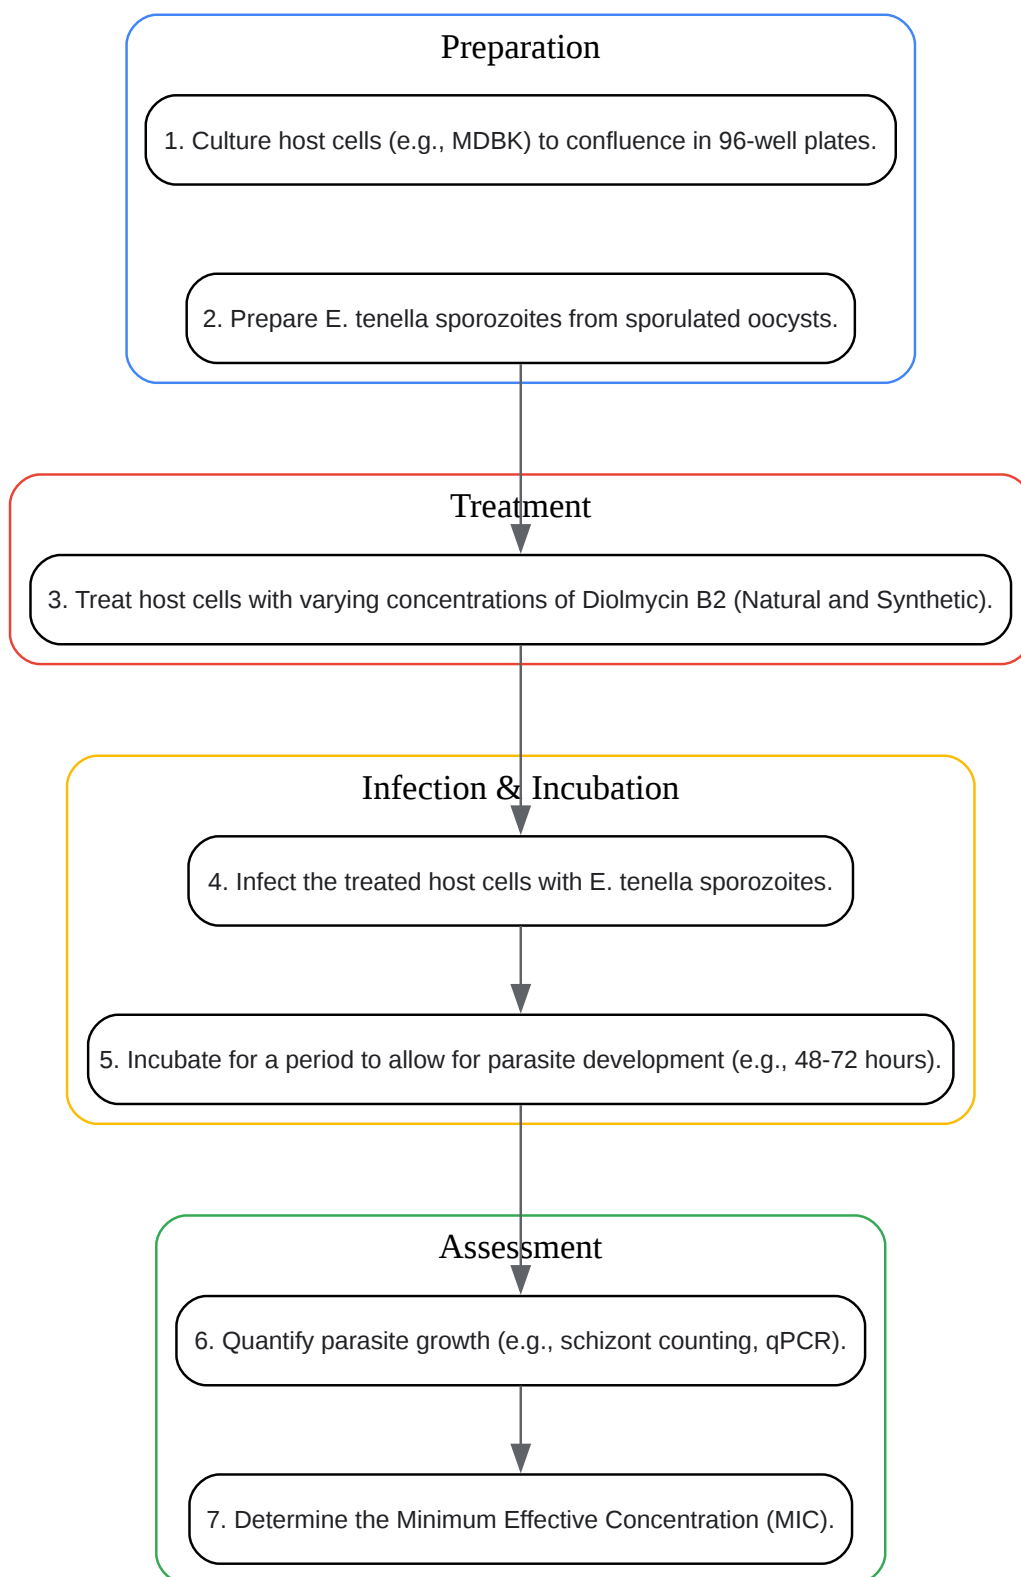 Preparation
1. Culture host cells (e.g., MDBK) to confluence in 96-well plates.
2. Prepare E. tenella sporozoites from sporulated oocysts.
Treatment
3. Treat host cells with varying concentrations of Diolmycin B2 (Natural and Synthetic).
Infection & Incubation
4. Infect the treated host cells with E. tenella sporozoites.
5. Incubate for a period to allow for parasite development (e.g., 48-72 hours).
Assessment
6. Quantify parasite growth (e.g., schizont counting, qPCR).
7. Determine the Minimum Effective Concentration (MIC).